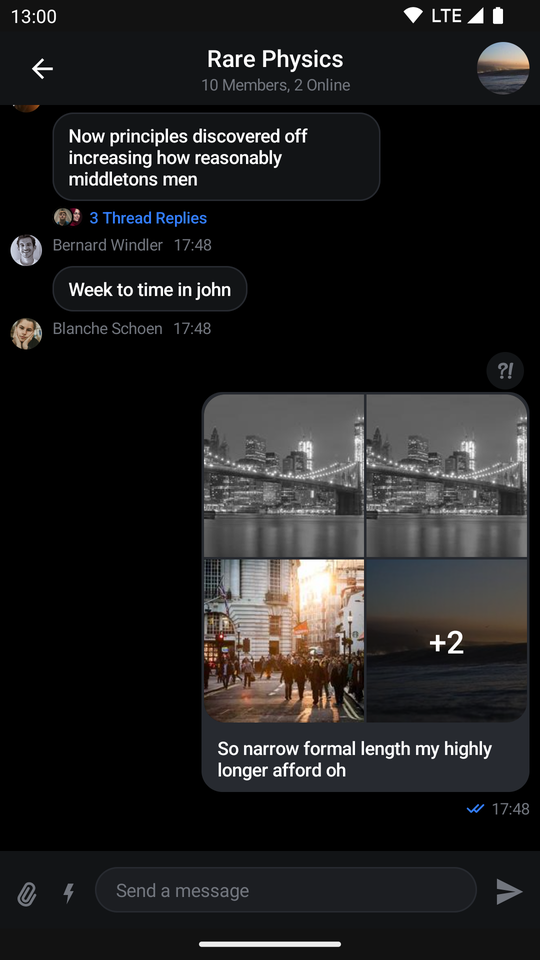 13:00
LTE
Rare Physics
10 Members, 2 Online
Now principles discovered off
increasing how reasonably
middletons men
3 Thread Replies
Bernard Windler 17:48
Week to time in john
Blanche Schoen 17:48
?!
+2
So narrow formal length my highly
longer afford oh
17:48
Send a message